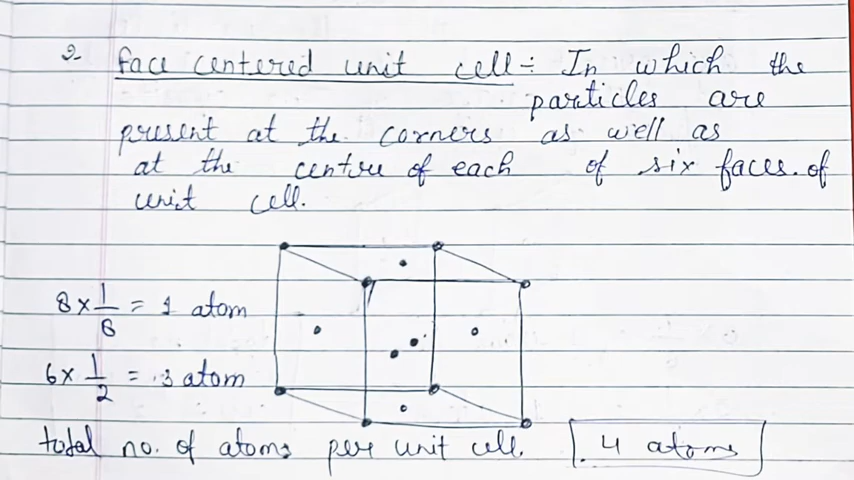 2- face centered unit cell÷ In which the
particles are
present at the corners as well as
at the centre of each of six faces. of
unit cell.
8 × 1/8 = 1 atom
6 × 1/2 = 3 atom
total no. of atoms per unit cell. 4 atoms